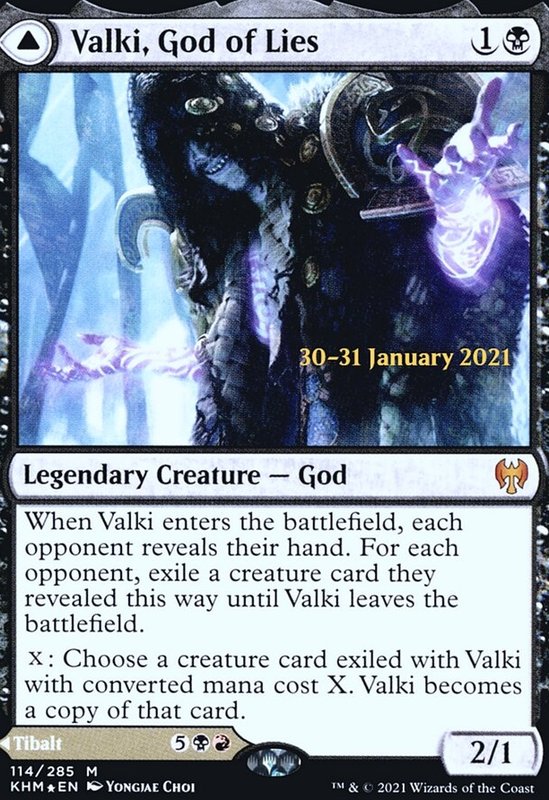 Valki, God of Lies 1
30–31 January 2021
Legendary Creature — God
When Valki enters the battlefield, each
opponent reveals their hand. For each
opponent, exile a creature card they
revealed this way until Valki leaves the
battlefield.
X: Choose a creature card exiled with Valki
with converted mana cost X. Valki becomes
a copy of that card.
Tibalt 5
2/1
114/285 M
KHM★EN Yongjae Choi
™ & © 2021 Wizards of the Coast